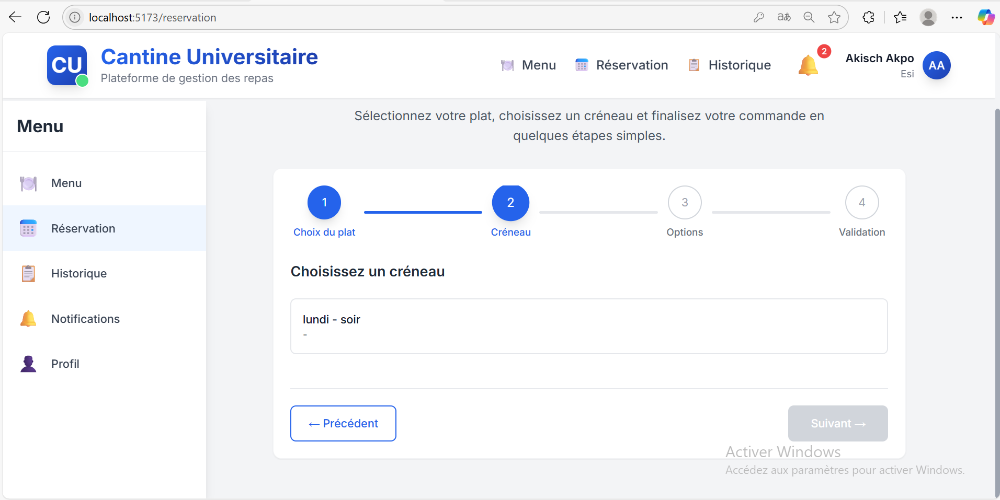 localhost:5173/reservation
CU
Cantine Universitaire
Plateforme de gestion des repas
Menu
Réservation
Historique
2
Akisch Akpo
Esi
AA
Menu
Menu
Réservation
Historique
Notifications
Profil
Sélectionnez votre plat, choisissez un créneau et finalisez votre commande en
quelques étapes simples.
1
Choix du plat
2
Créneau
3
Options
4
Validation
Choisissez un créneau
lundi - soir
-
← Précédent
Suivant →
Activer Windows
Accédez aux paramètres pour activer Windows.